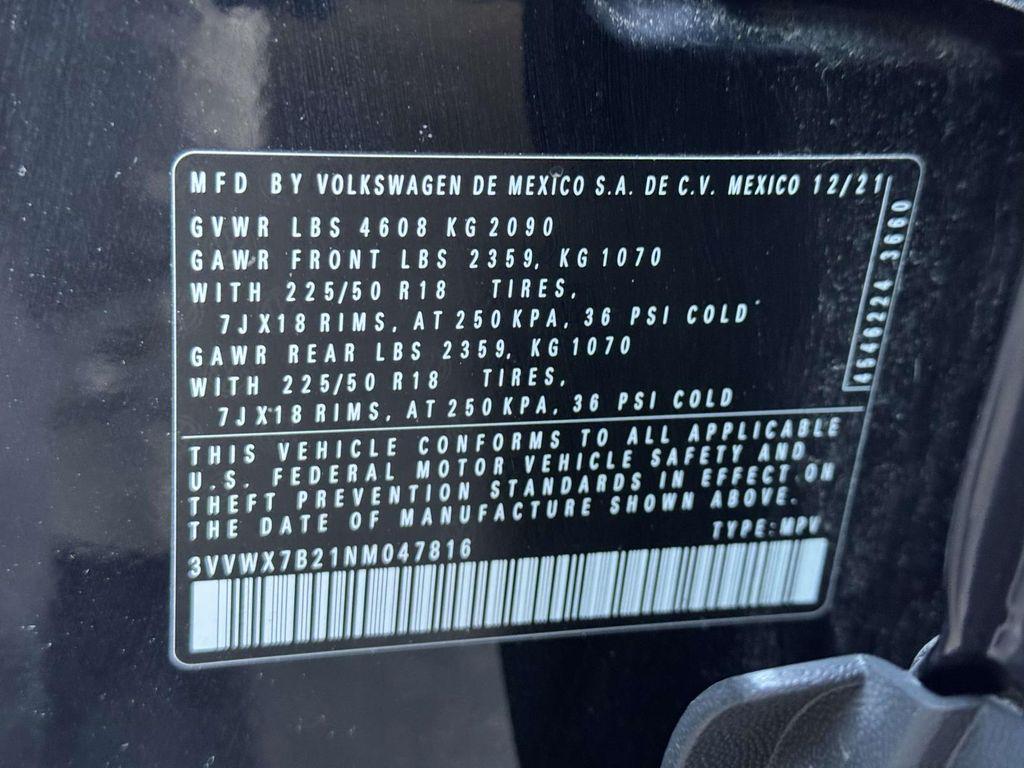 MFD BY VOLKSWAGEN DE MEXICO S.A. DE C.V. MEXICO 12/21
GVWR LBS 4608 KG 2090
GAWR FRONT LBS 2359, KG 1070
WITH 225/50 R18 TIRES,
7JX18 RIMS, AT 250 KPA, 36 PSI COLD
GAWR REAR LBS 2359, KG 1070
WITH 225/50 R18 TIRES,
7JX18 RIMS, AT 250 KPA, 36 PSI COLD
4546224 3660
THIS VEHICLE CONFORMS TO ALL APPLICABLE
U.S. FEDERAL MOTOR VEHICLE SAFETY AND
THEFT PREVENTION STANDARDS IN EFFECT ON
THE DATE OF MANUFACTURE SHOWN ABOVE.
TYPE: MPV
3VVWX7B21NM047816